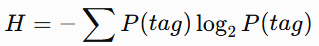 H = − ∑ P(tag) log₂ P(tag)